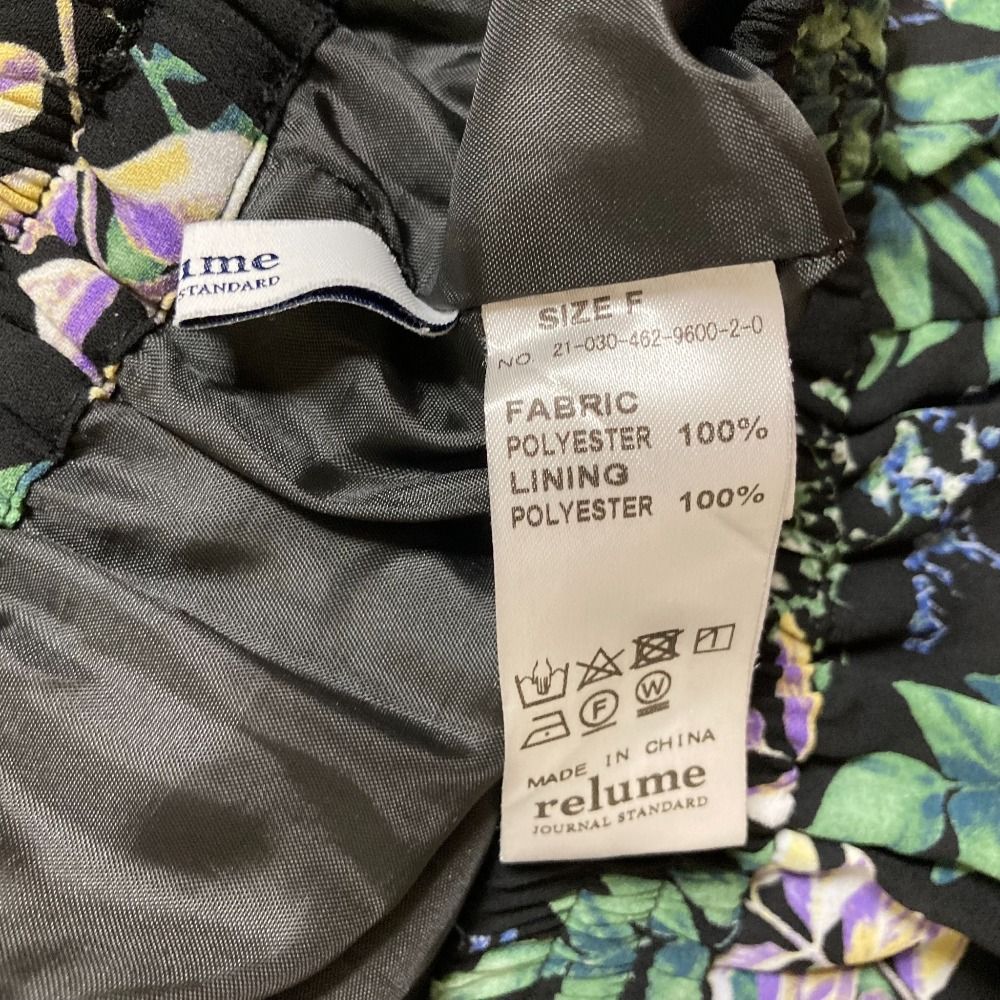 ume
STANDARD
SIZE F
NO. 21-030-462-9600-2-0
FABRIC
POLYESTER 100%
LINING
POLYESTER 100%
F
W
MADE IN CHINA
relume
JOURNAL STANDARD